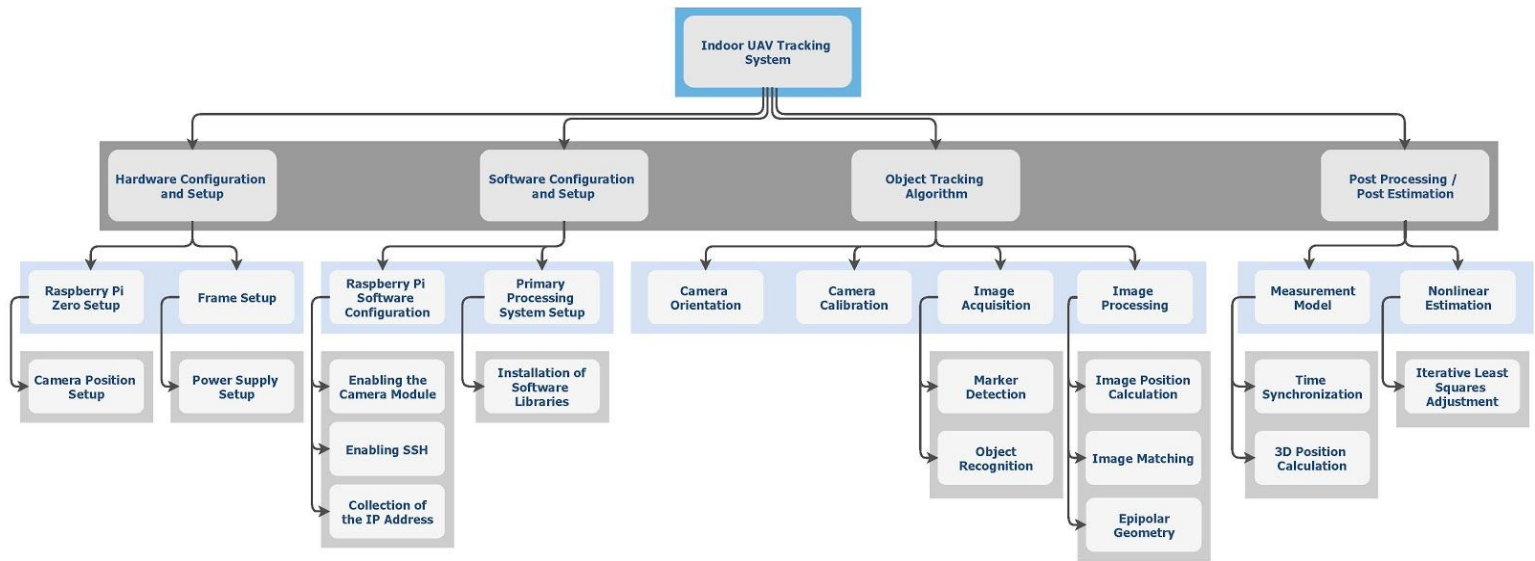 Indoor UAV Tracking
System
Hardware Configuration
and Setup
Software Configuration
and Setup
Object Tracking
Algorithm
Post Processing /
Post Estimation
Raspberry Pi
Zero Setup
Frame Setup
Raspberry Pi
Software
Configuration
Primary
Processing
System Setup
Camera
Orientation
Camera
Calibration
Image
Acquisition
Image
Processing
Measurement
Model
Nonlinear
Estimation
Camera Position
Setup
Power Supply
Setup
Enabling the
Camera Module
Installation of
Software
Libraries
Marker
Detection
Image Position
Calculation
Time
Synchronization
Iterative Least
Squares
Adjustment
Enabling SSH
Object
Recognition
Image Matching
3D Position
Calculation
Collection of
the IP Address
Epipolar
Geometry